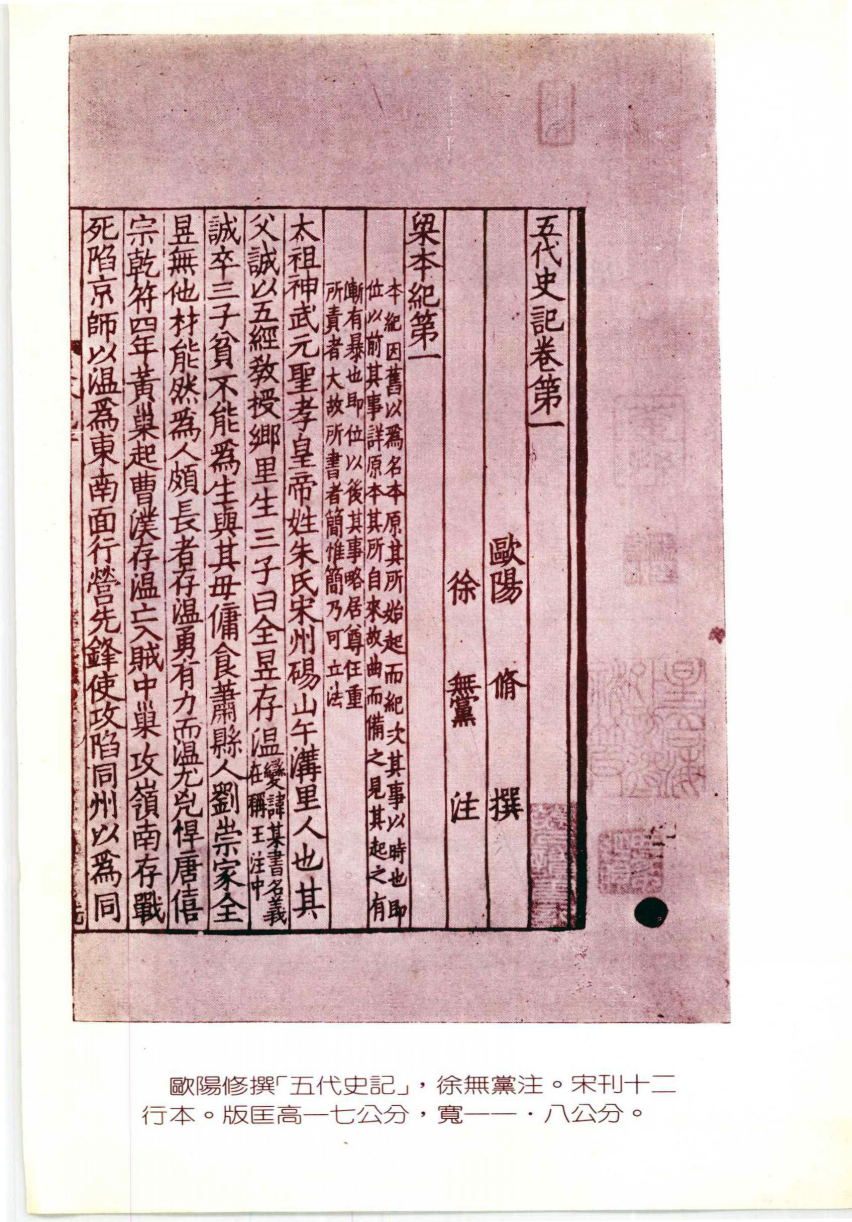 五代史記卷第一
歐陽脩撰
徐無黨注
梁本紀第一
本紀因舊以爲名本原其所始起而紀次其事以時也即
位以前其事詳原本其所自來故曲而備之見其起之有
漸有暴也即位以後其事略居尊任重
所責者大故所書者簡惟簡乃可立法
太祖神武元聖孝皇帝姓朱氏宋州碭山午溝里人也其
父誠以五經敎授鄉里生三子曰全昱存溫變諱某書名義
在稱王注中
誠卒三子貧不能爲生與其母傭食蕭縣人劉崇家全
昱無他材能然爲人頗長者存溫勇有力而溫尤兇悍唐僖
宗乾符四年黃巢起曹濮存溫亡入賊中巢攻嶺南存戰
死陷京師以溫爲東南面行營先鋒使攻陷同州以爲同
歐陽修撰「五代史記」，徐無黨注。宋刊十二
行本。版匡高一七公分，寬一一．八公分。